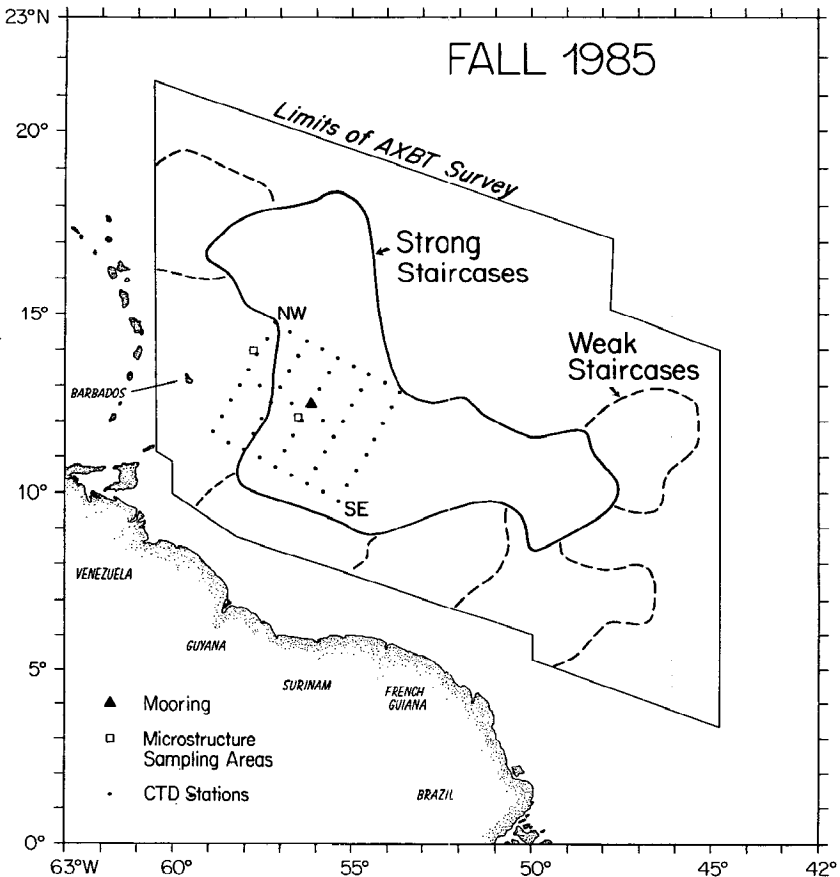 23°N
FALL 1985
Limits of AXBT Survey
20°
Strong
Staircases
15°
NW
Weak
Staircases
BARBADOS
10°
SE
VENEZUELA
GUYANA
5°
SURINAM
FRENCH
GUIANA
▲ Mooring
□ Microstructure
Sampling Areas
• CTD Stations
BRAZIL
0°
63°W 60° 55° 50° 45° 42°